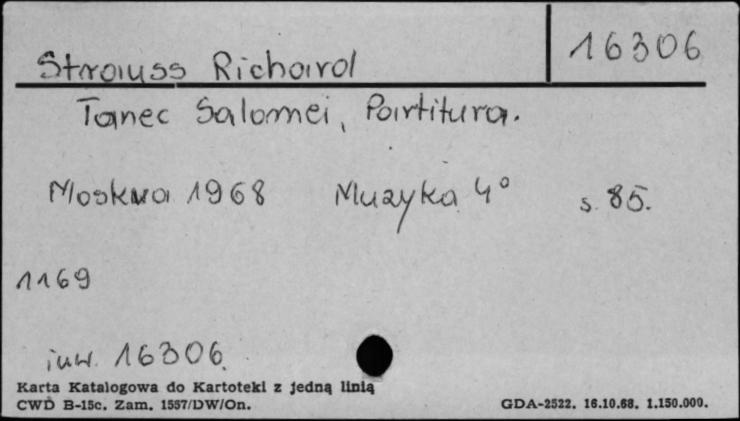 16306
Strauss Richard
Taniec Salomei, Partitura.
Moskwa 1968 Muzyka 4° s. 85.
1169
inw. 16306
Karta Katalogowa do Kartoteki z jedną linią
CWD B-15c. Zam. 1557/DW/On. GDA-2522. 16.10.68. 1.150.000.